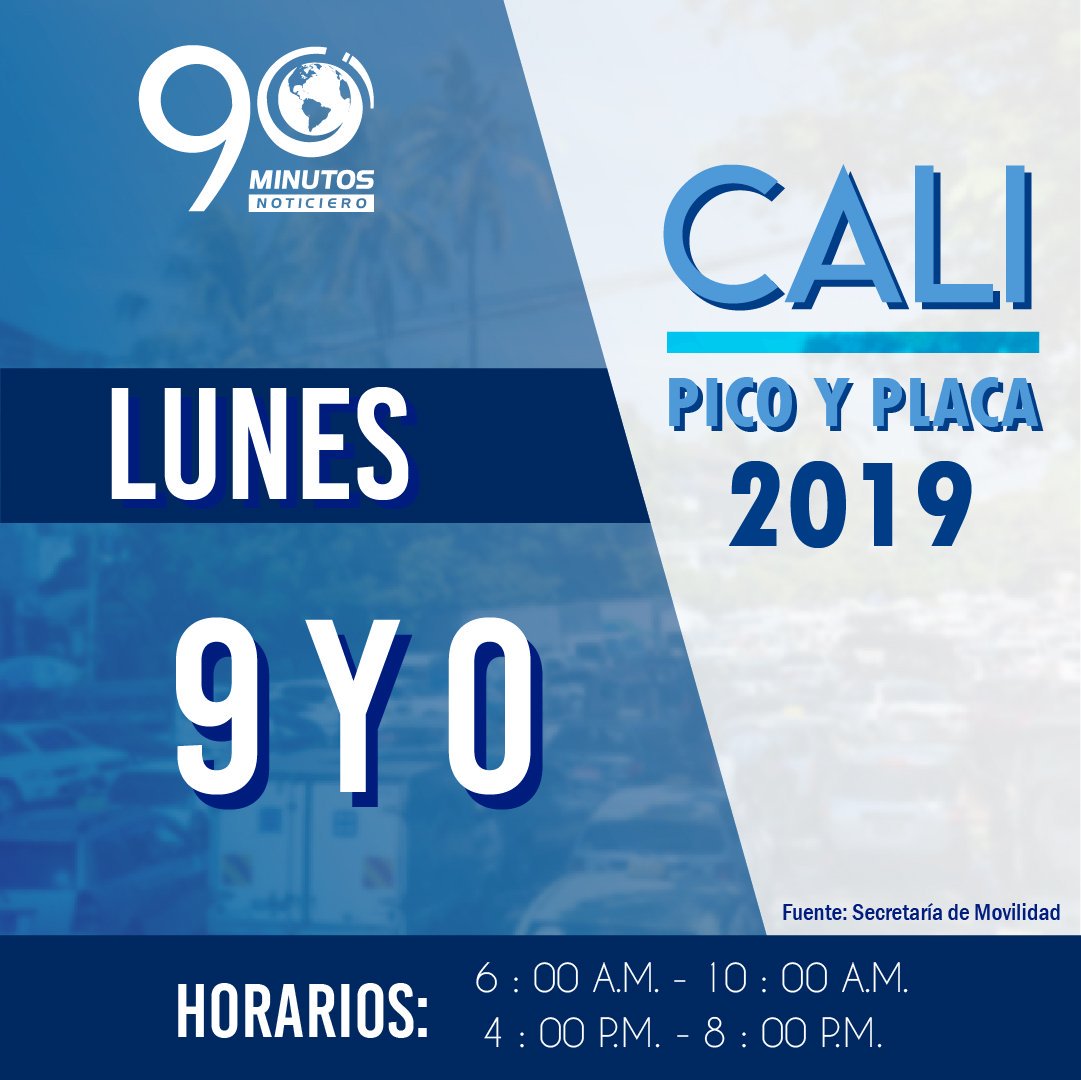 90
MINUTOS
NOTICIERO
CALI
PICO Y PLACA
2019
LUNES
9 Y 0
Fuente: Secretaría de Movilidad
HORARIOS:
6 : 00 A.M. - 10 : 00 A.M.
4 : 00 P.M. - 8 : 00 P.M.